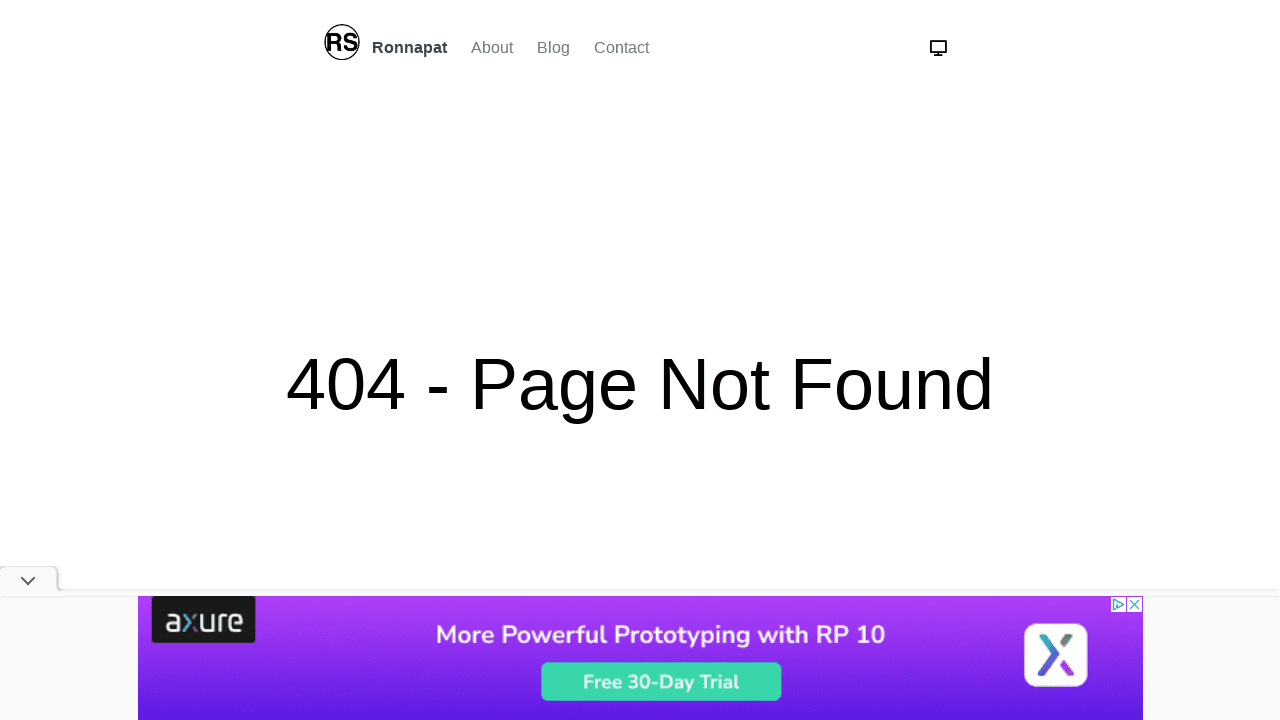 RS Ronnapat About Blog Contact
404 - Page Not Found
axure
More Powerful Prototyping with RP 10
Free 30-Day Trial